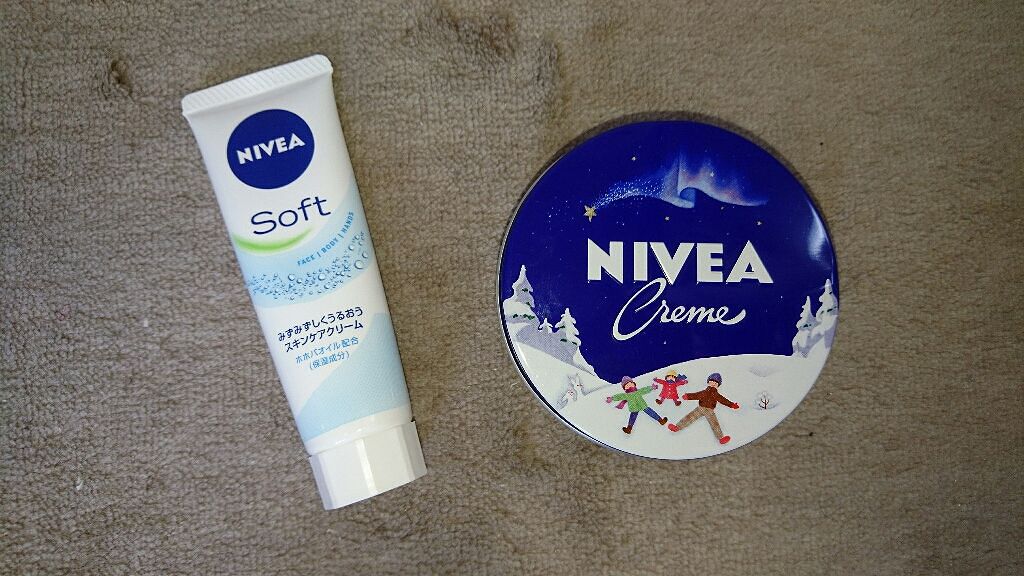 NIVEA
Soft
FACE | BODY | HANDS
みずみずしくうるおう
スキンケアクリーム
ホホバオイル配合
(保湿成分)
NIVEA
Creme